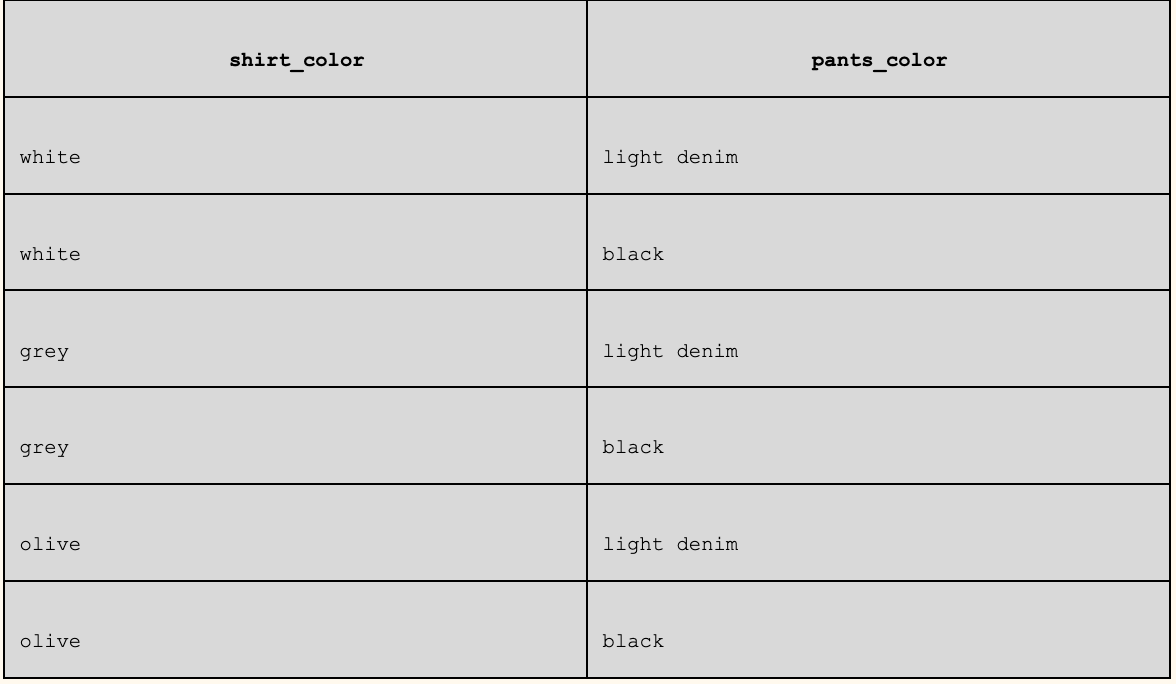 shirt_color pants_color
white light denim
white black
grey light denim
grey black
olive light denim
olive black